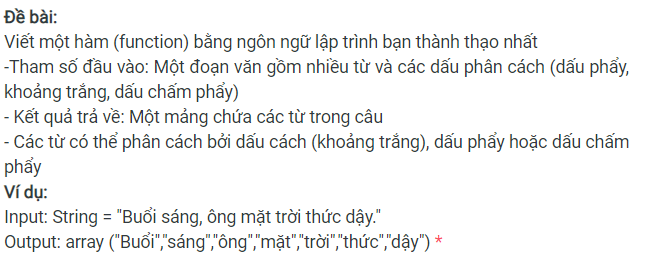 Đề bài:
Viết một hàm (function) bằng ngôn ngữ lập trình bạn thành thạo nhất
-Tham số đầu vào: Một đoạn văn gồm nhiều từ và các dấu phân cách (dấu phẩy,
khoảng trắng, dấu chấm phẩy)
- Kết quả trả về: Một mảng chứa các từ trong câu
- Các từ có thể phân cách bởi dấu cách (khoảng trắng), dấu phẩy hoặc dấu chấm
phẩy
Ví dụ:
Input: String = "Buổi sáng, ông mặt trời thức dậy."
Output: array ("Buổi","sáng","ông","mặt","trời","thức","dậy") *